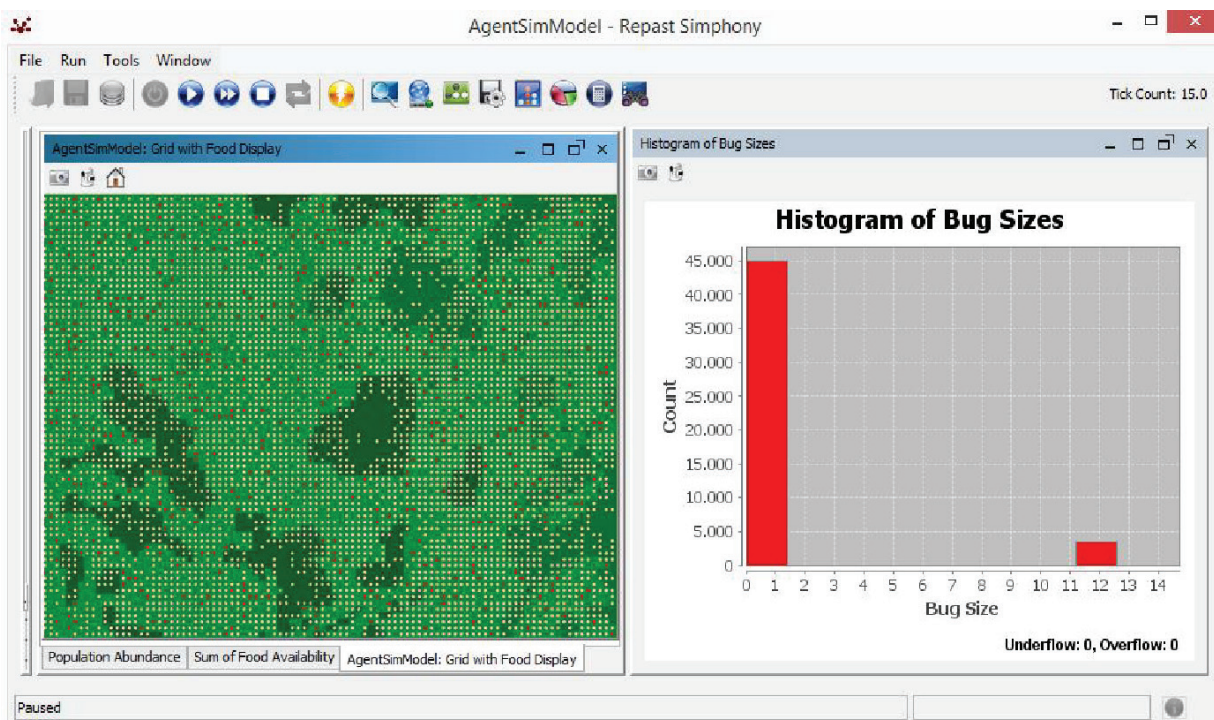 AgentSimModel - Repast Simphony
File Run Tools Window
Tick Count: 15.0
AgentSimModel: Grid with Food Display
Histogram of Bug Sizes
Histogram of Bug Sizes
45.000
40.000
35.000
30.000
25.000
20.000
15.000
10.000
5.000
0
Count
0 1 2 3 4 5 6 7 8 9 10 11 12 13 14
Bug Size
Underflow: 0, Overflow: 0
Population Abundance Sum of Food Availability AgentSimModel: Grid with Food Display
Paused